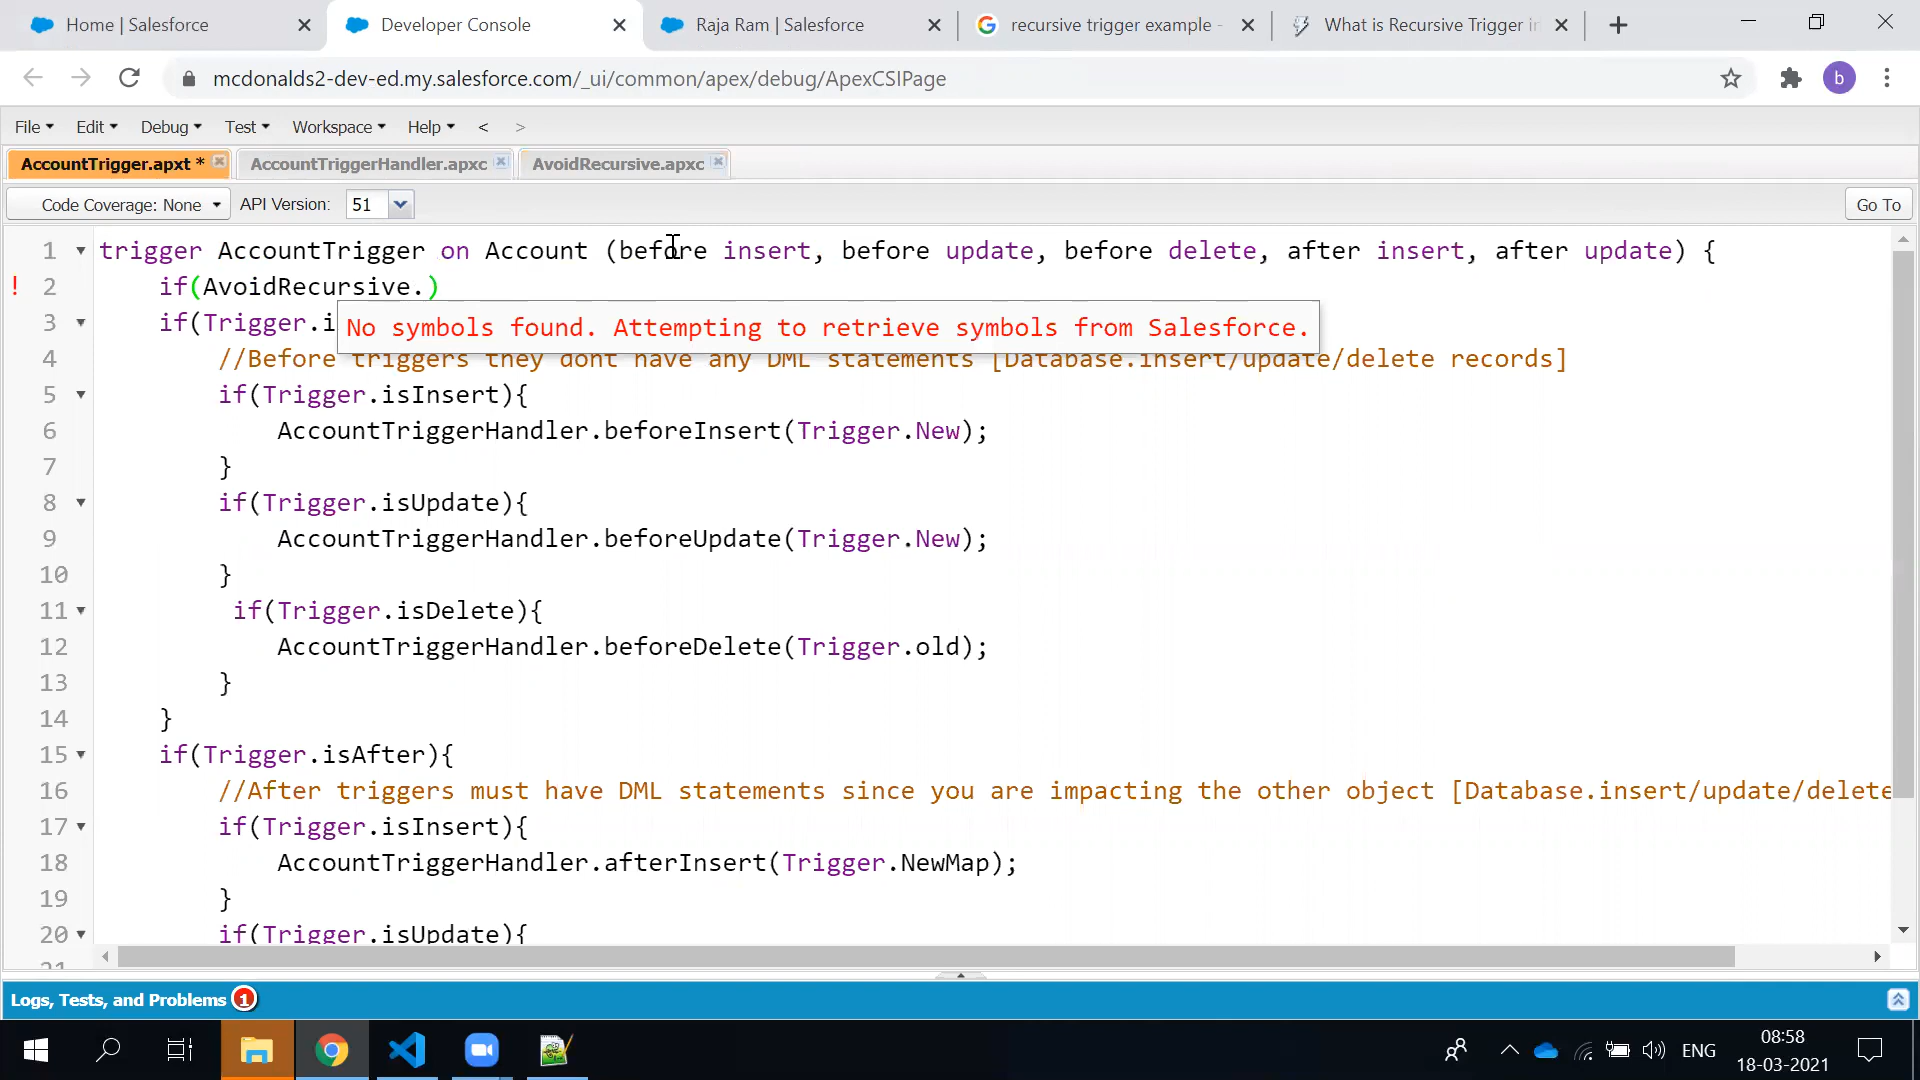 Home | Salesforce
Developer Console
Raja Ram | Salesforce
recursive trigger example -
What is Recursive Trigger in
mcdonalds2-dev-ed.my.salesforce.com/_ui/common/apex/debug/ApexCSIPage
b
File Edit Debug Test Workspace Help < >
AccountTrigger.apxt * AccountTriggerHandler.apxc AvoidRecursive.apxc
Code Coverage: None API Version: 51 Go To
1 trigger AccountTrigger on Account (before insert, before update, before delete, after insert, after update) {
! 2 if(AvoidRecursive.)
3 if(Trigger.i
No symbols found. Attempting to retrieve symbols from Salesforce.
4 //Before triggers they dont have any DML statements [Database.insert/update/delete records]
5 if(Trigger.isInsert){
6 AccountTriggerHandler.beforeInsert(Trigger.New);
7 }
8 if(Trigger.isUpdate){
9 AccountTriggerHandler.beforeUpdate(Trigger.New);
10 }
11 if(Trigger.isDelete){
12 AccountTriggerHandler.beforeDelete(Trigger.old);
13 }
14 }
15 if(Trigger.isAfter){
16 //After triggers must have DML statements since you are impacting the other object [Database.insert/update/delete
17 if(Trigger.isInsert){
18 AccountTriggerHandler.afterInsert(Trigger.NewMap);
19 }
20 if(Trigger.isUpdate){
21
Logs, Tests, and Problems 1
ENG
08:58
18-03-2021